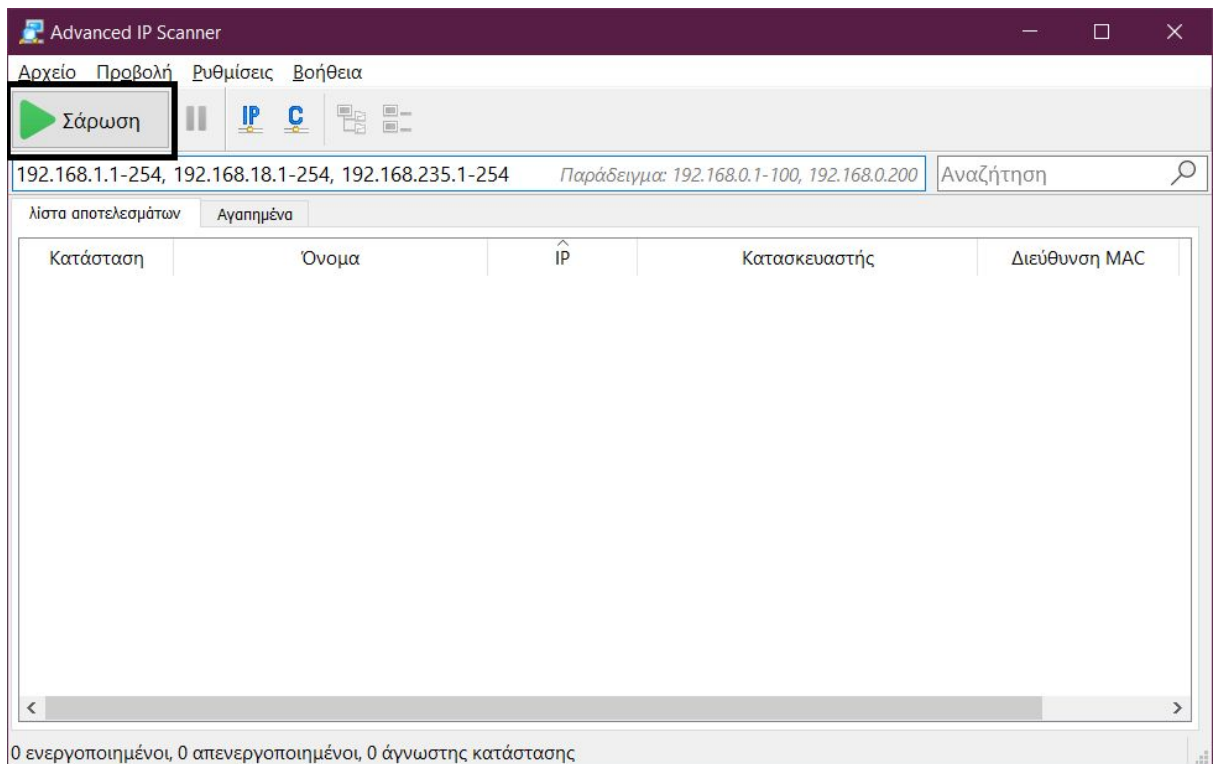 Advanced IP Scanner
Αρχείο Προβολή Ρυθμίσεις Βοήθεια
Σάρωση IP C
192.168.1.1-254, 192.168.18.1-254, 192.168.235.1-254 Παράδειγμα: 192.168.0.1-100, 192.168.0.200 Αναζήτηση
λίστα αποτελεσμάτων Αγαπημένα
Κατάσταση Όνομα IP Κατασκευαστής Διεύθυνση MAC
0 ενεργοποιημένοι, 0 απενεργοποιημένοι, 0 άγνωστης κατάστασης